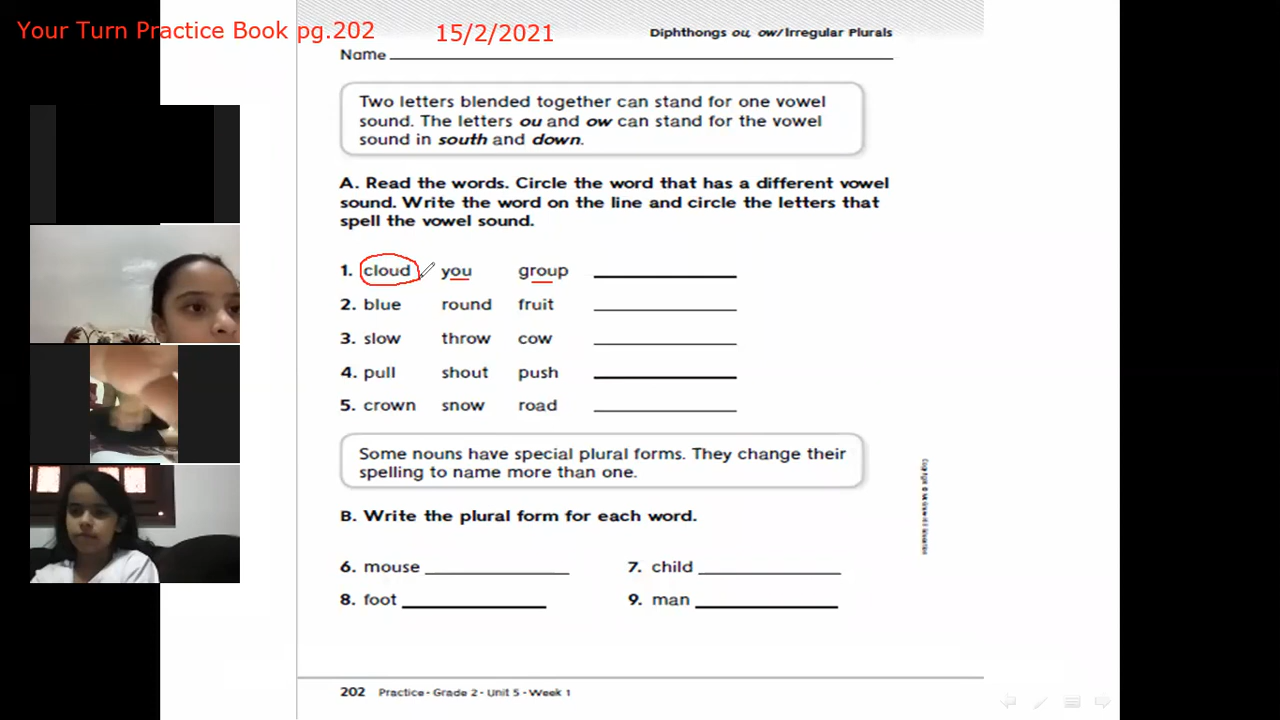 Your Turn Practice Book pg.202
15/2/2021
Diphthongs ou, ow/Irregular Plurals
Name
Two letters blended together can stand for one vowel
sound. The letters ou and ow can stand for the vowel
sound in south and down.
A. Read the words. Circle the word that has a different vowel
sound. Write the word on the line and circle the letters that
spell the vowel sound.
1. cloud you group
2. blue round fruit
3. slow throw cow
4. pull shout push
5. crown snow road
Some nouns have special plural forms. They change their
spelling to name more than one.
B. Write the plural form for each word.
6. mouse 7. child
8. foot 9. man
202 Practice · Grade 2 · Unit 5 · Week 1